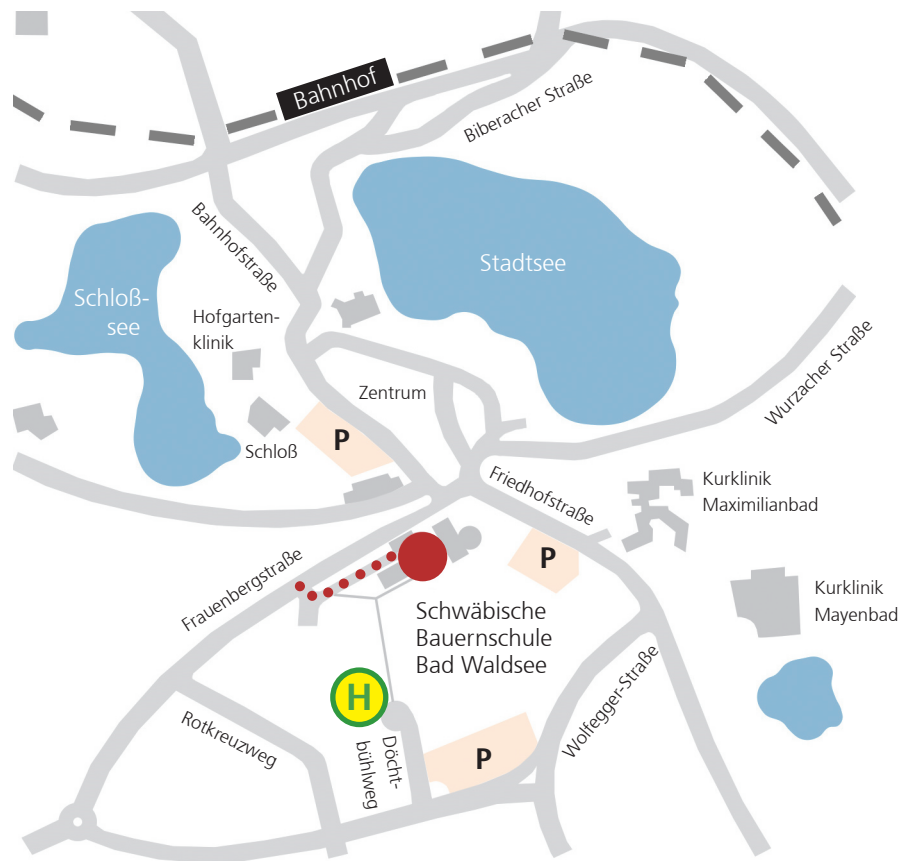 Bahnhof
Biberacher Straße
Bahnhofstraße
Stadtsee
Schloß-
see
Hofgarten-
klinik
Wurzacher Straße
Zentrum
P
Schloß
Friedhofstraße
Kurklinik
Maximilianbad
P
Frauenbergstraße
Kurklinik
Mayenbad
Schwäbische
Bauernschule
Bad Waldsee
H
Wolfegger-Straße
Rotkreuzweg
Döcht-
bühlweg
P